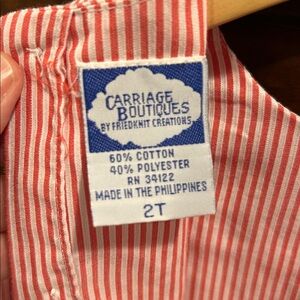 CARRIAGE
BOUTIQUES
BY FRIEDKNIT CREATIONS
60% COTTON
40% POLYESTER
RN 34122
MADE IN THE PHILIPPINES
2T